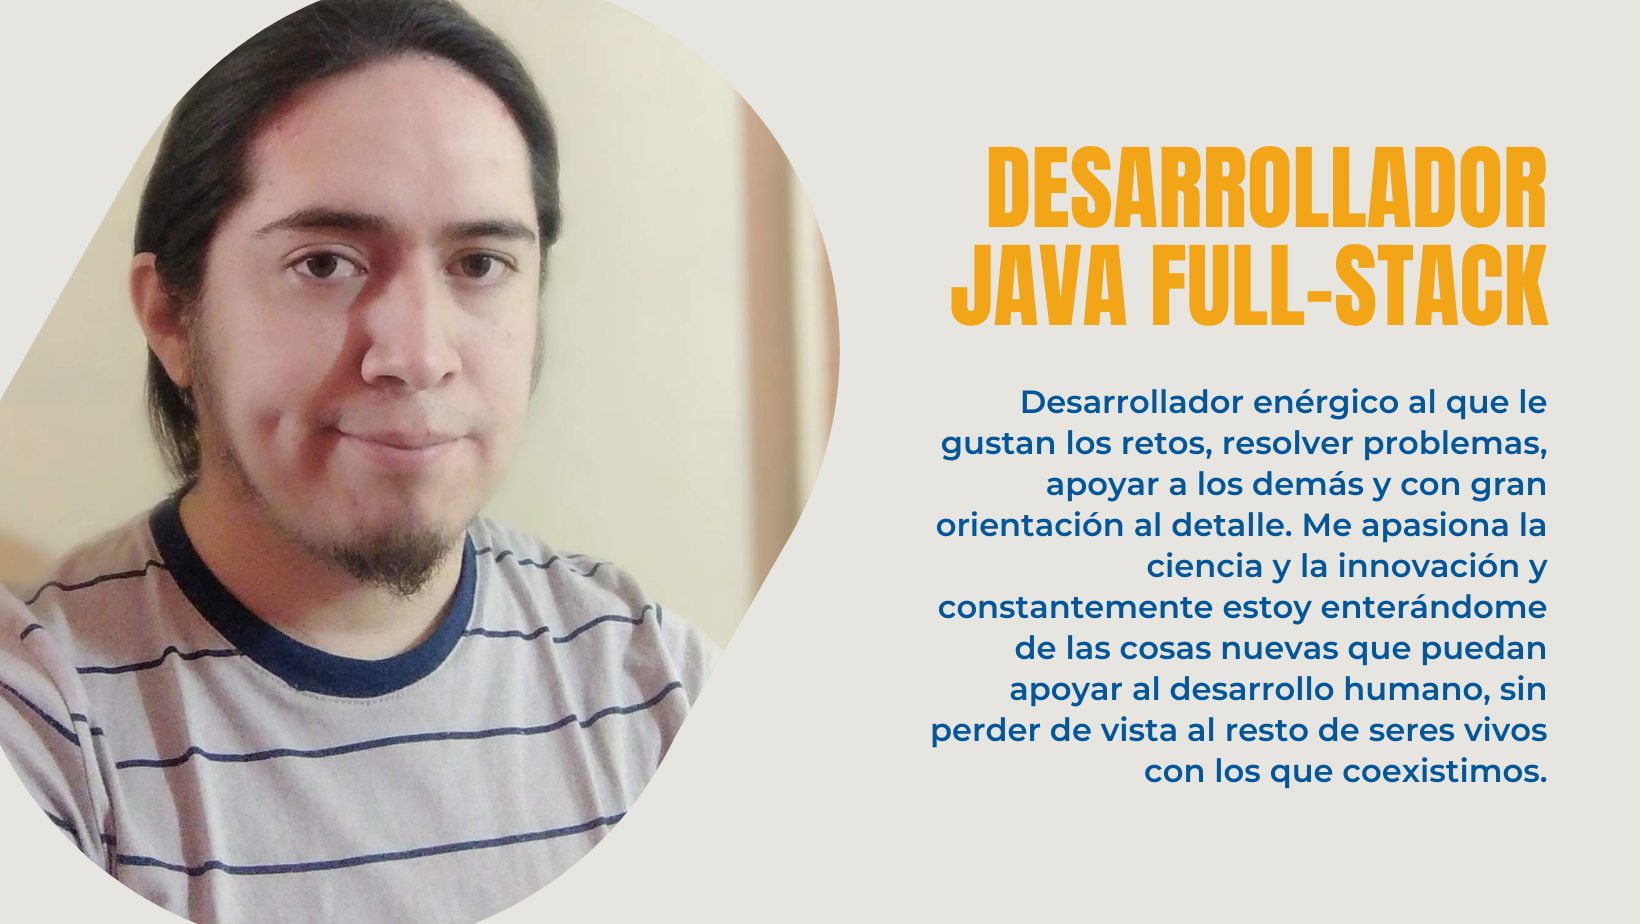 DESARROLLADOR
JAVA FULL-STACK
Desarrollador enérgico al que le
gustan los retos, resolver problemas,
apoyar a los demás y con gran
orientación al detalle. Me apasiona la
ciencia y la innovación y
constantemente estoy enterándome
de las cosas nuevas que puedan
apoyar al desarrollo humano, sin
perder de vista al resto de seres vivos
con los que coexistimos.